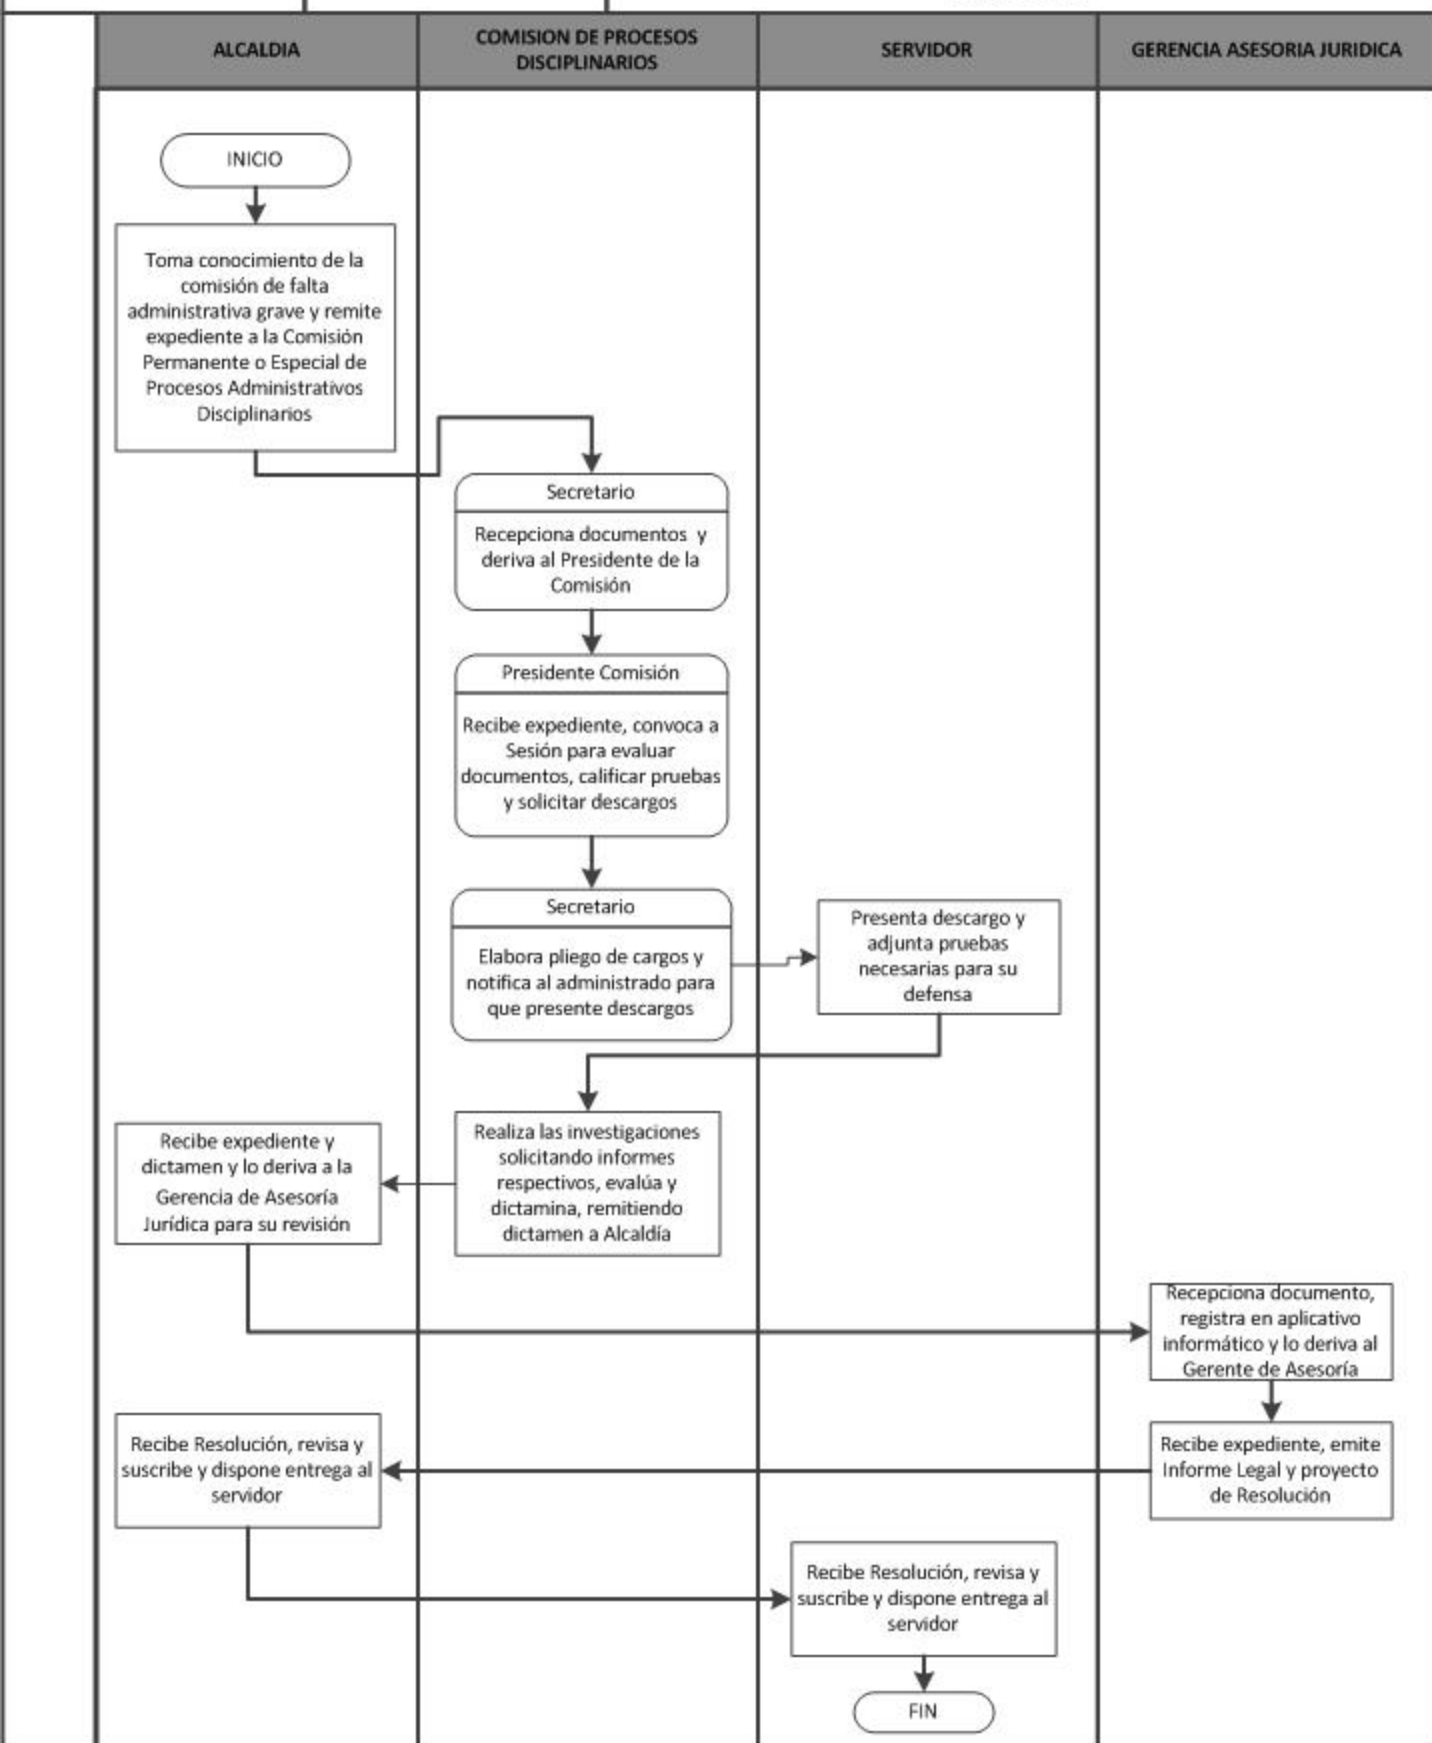 ALCALDIA
COMISION DE PROCESOS
DISCIPLINARIOS
SERVIDOR
GERENCIA ASESORIA JURIDICA
INICIO
Toma conocimiento de la
comisión de falta
administrativa grave y remite
expediente a la Comisión
Permanente o Especial de
Procesos Administrativos
Disciplinarios
Secretario
Recepciona documentos y
deriva al Presidente de la
Comisión
Presidente Comisión
Recibe expediente, convoca a
Sesión para evaluar
documentos, calificar pruebas
y solicitar descargos
Secretario
Elabora pliego de cargos y
notifica al administrado para
que presente descargos
Presenta descargo y
adjunta pruebas
necesarias para su
defensa
Realiza las investigaciones
solicitando informes
respectivos, evalúa y
dictamina, remitiendo
dictamen a Alcaldía
Recibe expediente y
dictamen y lo deriva a la
Gerencia de Asesoría
Jurídica para su revisión
Recepciona documento,
registra en aplicativo
informático y lo deriva al
Gerente de Asesoría
Recibe expediente, emite
Informe Legal y proyecto
de Resolución
Recibe Resolución, revisa y
suscribe y dispone entrega al
servidor
Recibe Resolución, revisa y
suscribe y dispone entrega al
servidor
FIN